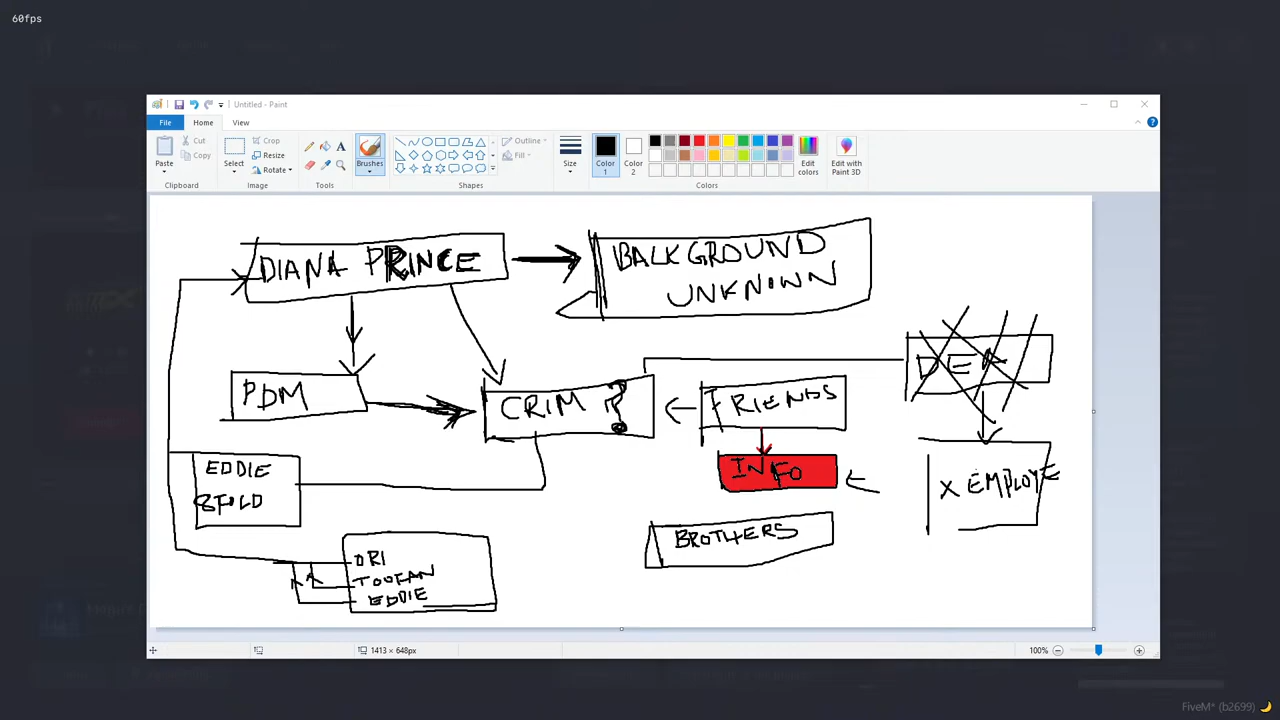 60fps
Untitled - Paint
File Home View
Paste
Select
Cut
Copy
Crop
Resize
Rotate
Brushes
Outline
Fill
Size
Color 1
Color 2
Edit colors
Edit with Paint 3D
Clipboard Image Tools Shapes Colors
DIANA PRINCE
BACKGROUND
UNKNOWN
PDM
CRIM ?
FRIENDS
INFO
X EMPLOYE
EDDIE
BROTHERS
ORI
TOOFAN
EDDIE
1413 × 648px
100%
FiveM* (b2699)